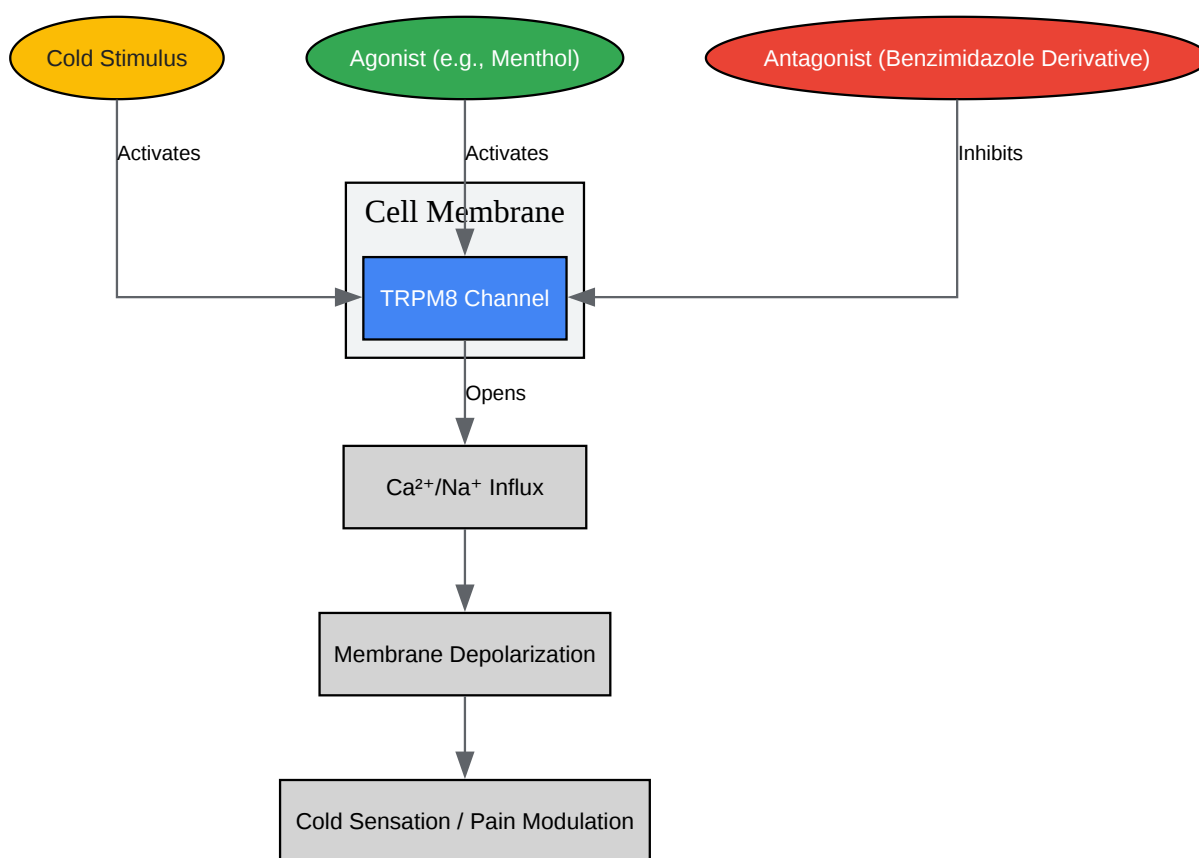 Cold Stimulus
Agonist (e.g., Menthol)
Antagonist (Benzimidazole Derivative)
Activates
Activates
Inhibits
Cell Membrane
TRPM8 Channel
Opens
Ca²⁺/Na⁺ Influx
Membrane Depolarization
Cold Sensation / Pain Modulation